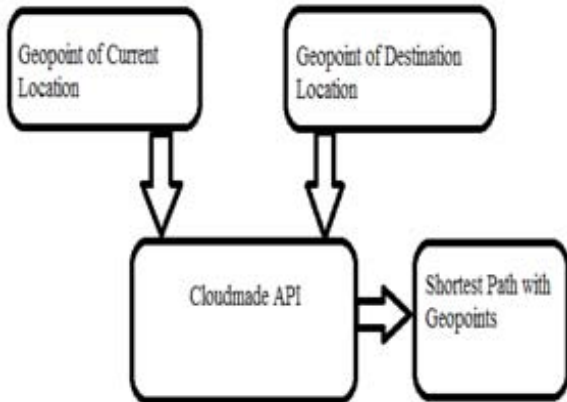 Geopoint of Current
Location
Geopoint of Destination
Location
Cloudmade API
Shortest Path with
Geopoints